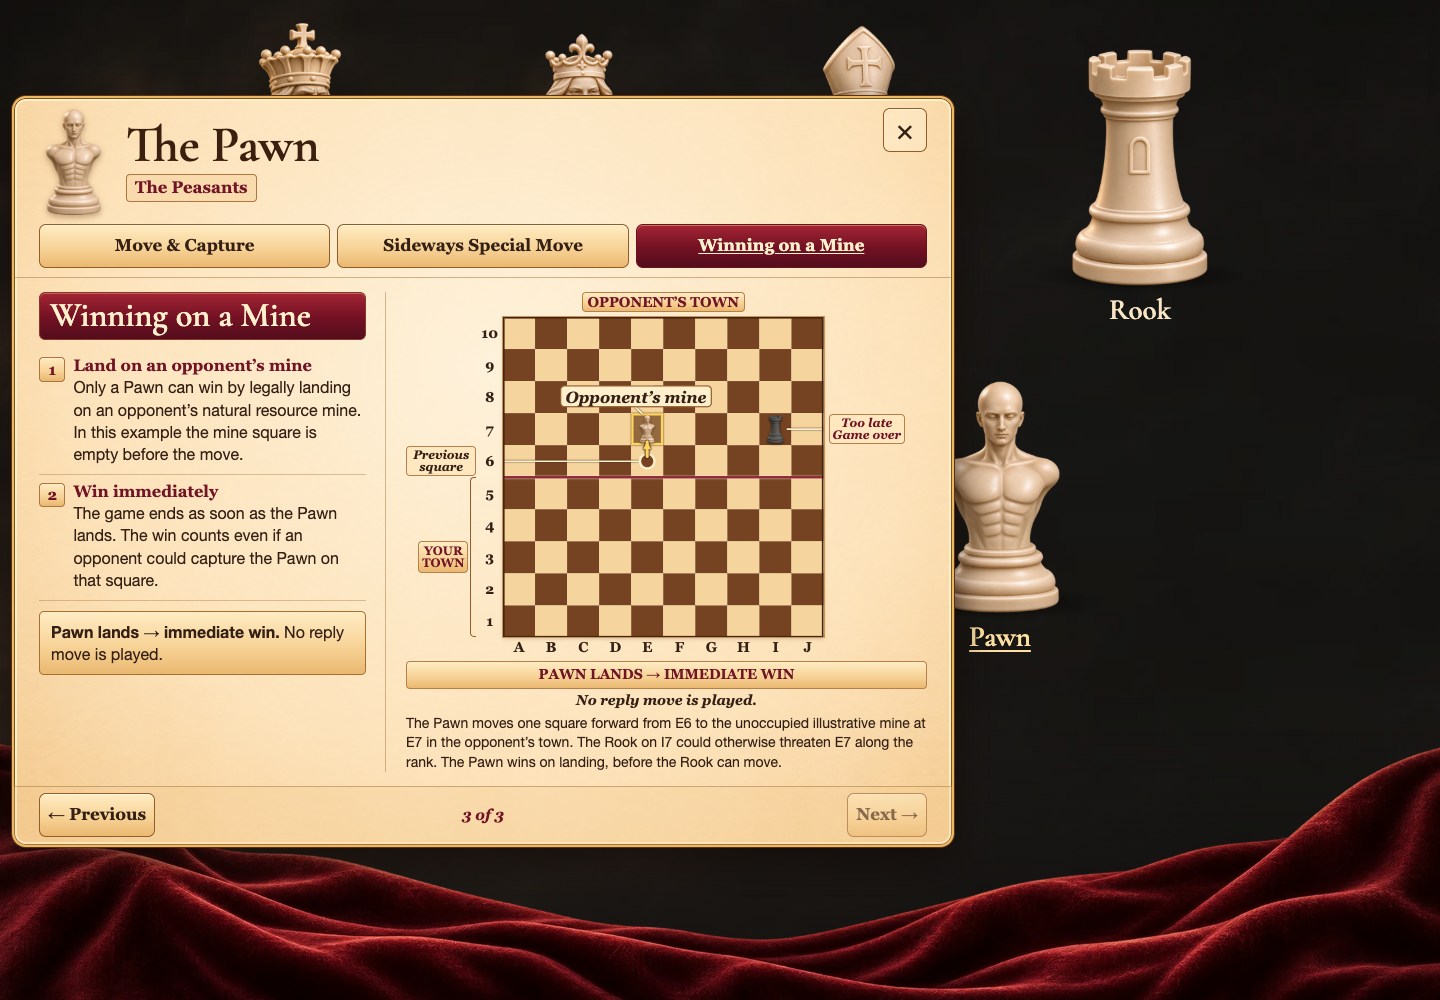 The Pawn
The Peasants
×
Move & Capture
Sideways Special Move
Winning on a Mine
Winning on a Mine
1
Land on an opponent's mine
Only a Pawn can win by legally landing
on an opponent's natural resource mine.
In this example the mine square is
empty before the move.
2
Win immediately
The game ends as soon as the Pawn
lands. The win counts even if an
opponent could capture the Pawn on
that square.
Pawn lands → immediate win. No reply
move is played.
OPPONENT'S TOWN
10
9
8
7
6
5
4
3
2
1
Opponent's mine
Too late
Game over
Previous
square
YOUR
TOWN
A B C D E F G H I J
PAWN LANDS → IMMEDIATE WIN
No reply move is played.
The Pawn moves one square forward from E6 to the unoccupied illustrative mine at
E7 in the opponent's town. The Rook on I7 could otherwise threaten E7 along the
rank. The Pawn wins on landing, before the Rook can move.
← Previous
3 of 3
Next →
Rook
Pawn